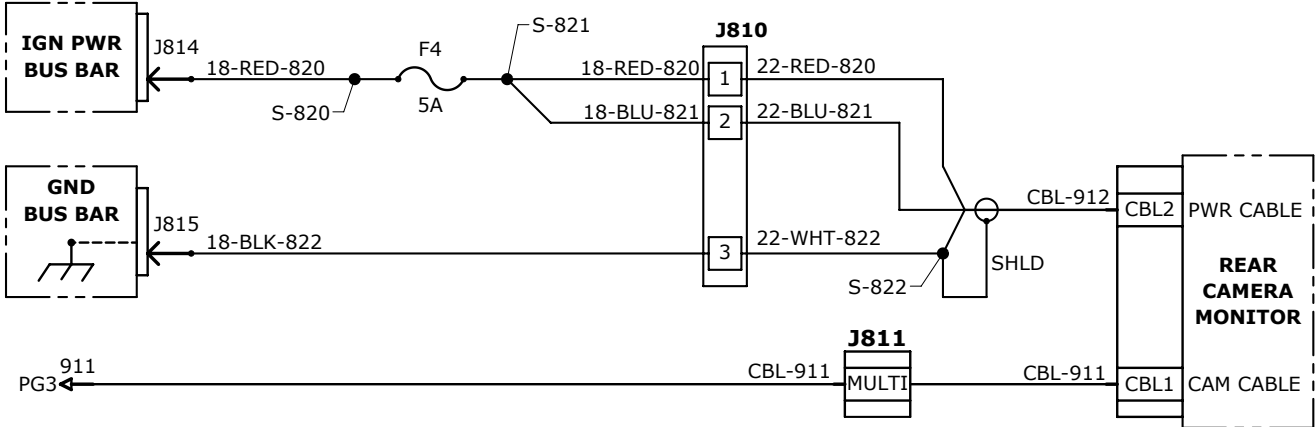 IGN PWR
BUS BAR
J814
18-RED-820
S-820
F4
5A
S-821
18-RED-820
18-BLU-821
J810
1
2
3
22-RED-820
22-BLU-821
GND
BUS BAR
J815
18-BLK-822
22-WHT-822
S-822
SHLD
CBL-912
CBL2
PWR CABLE
REAR
CAMERA
MONITOR
PG3
911
CBL-911
J811
MULTI
CBL-911
CBL1
CAM CABLE